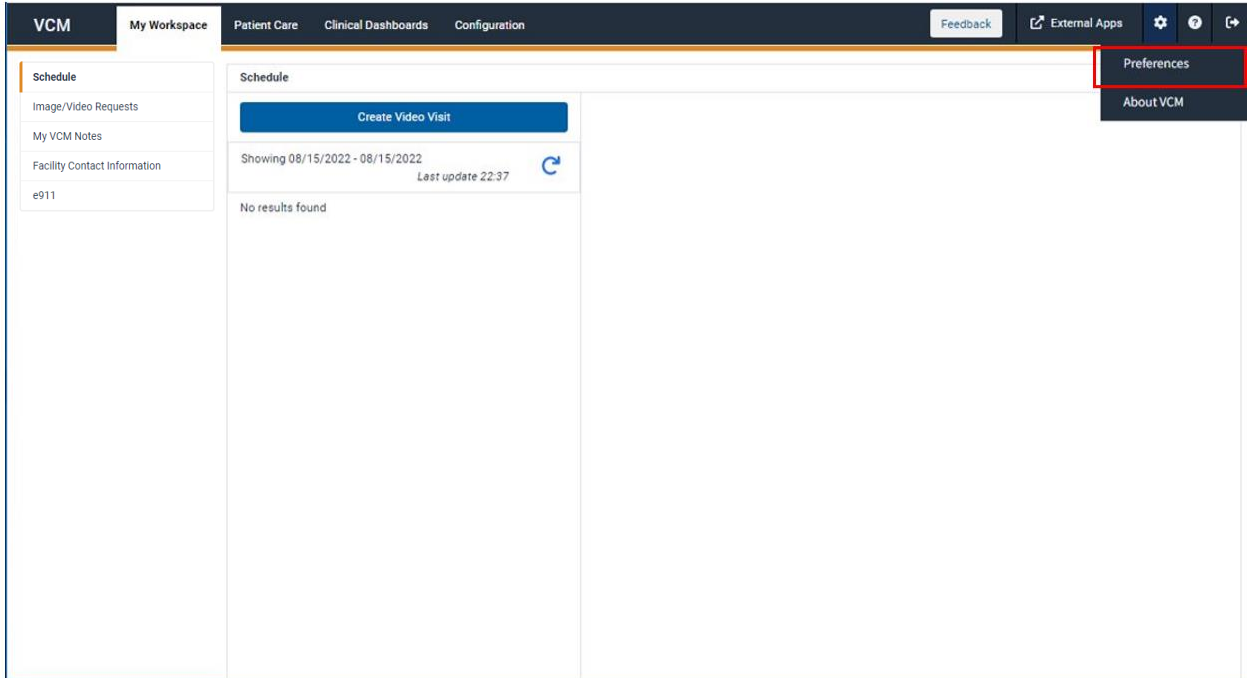 VCM
My Workspace
Patient Care
Clinical Dashboards
Configuration
Feedback
External Apps
Preferences
About VCM
Schedule
Image/Video Requests
My VCM Notes
Facility Contact Information
e911
Schedule
Create Video Visit
Showing 08/15/2022 - 08/15/2022
Last update 22:37
No results found